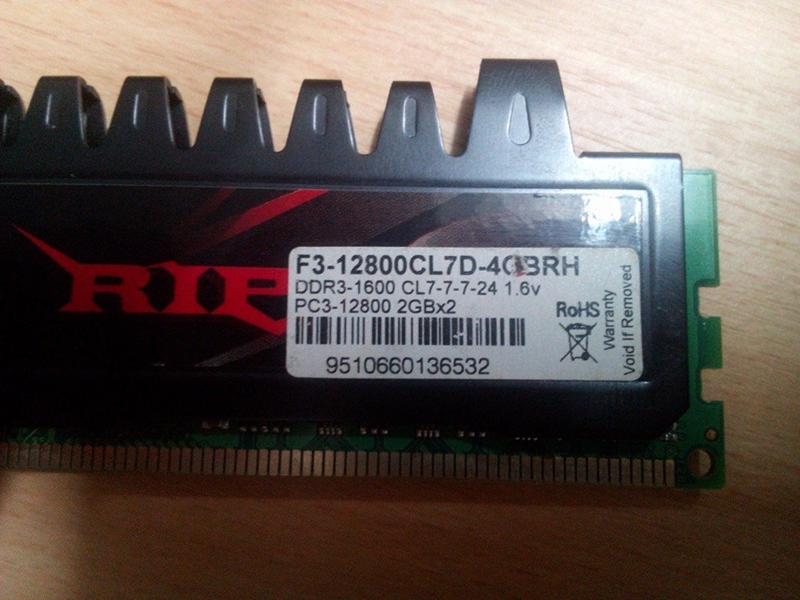 RIP
F3-12800CL7D-4GBRH
DDR3-1600 CL7-7-7-24 1.6v
PC3-12800 2GBx2
9510660136532
RoHS
Warranty
Void If Removed